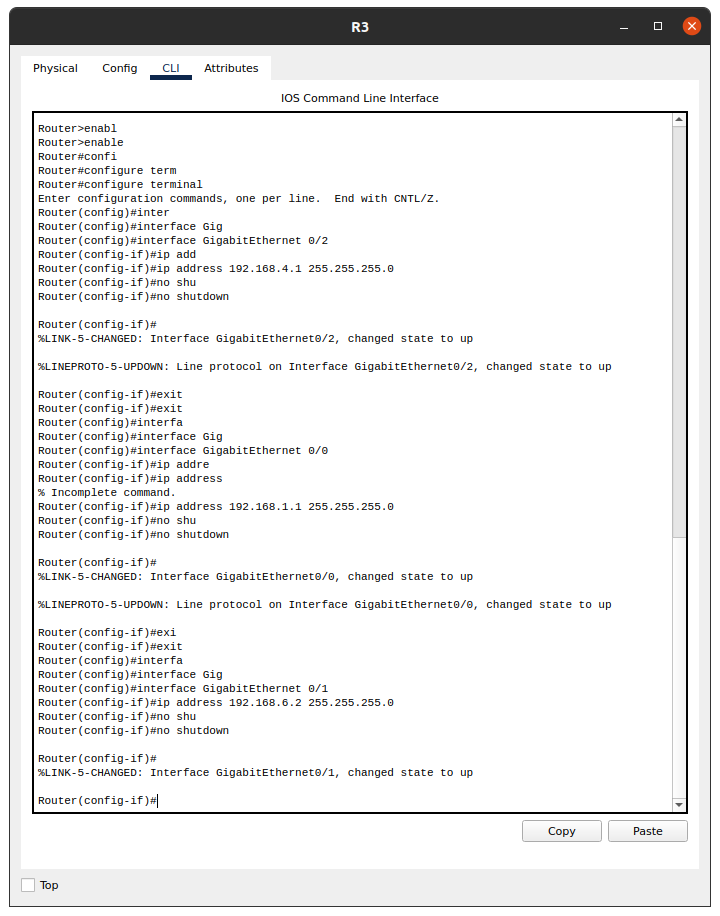 R3
Physical Config CLI Attributes
IOS Command Line Interface
Router>enabl
Router>enable
Router#confi
Router#configure term
Router#configure terminal
Enter configuration commands, one per line.  End with CNTL/Z.
Router(config)#inter
Router(config)#interface Gig
Router(config)#interface GigabitEthernet 0/2
Router(config-if)#ip add
Router(config-if)#ip address 192.168.4.1 255.255.255.0
Router(config-if)#no shu
Router(config-if)#no shutdown
Router(config-if)#
%LINK-5-CHANGED: Interface GigabitEthernet0/2, changed state to up
%LINEPROTO-5-UPDOWN: Line protocol on Interface GigabitEthernet0/2, changed state to up
Router(config-if)#exit
Router(config-if)#exit
Router(config)#interfa
Router(config)#interface Gig
Router(config)#interface GigabitEthernet 0/0
Router(config-if)#ip addre
Router(config-if)#ip address
% Incomplete command.
Router(config-if)#ip address 192.168.1.1 255.255.255.0
Router(config-if)#no shu
Router(config-if)#no shutdown
Router(config-if)#
%LINK-5-CHANGED: Interface GigabitEthernet0/0, changed state to up
%LINEPROTO-5-UPDOWN: Line protocol on Interface GigabitEthernet0/0, changed state to up
Router(config-if)#exi
Router(config-if)#exit
Router(config)#interfa
Router(config)#interface Gig
Router(config)#interface GigabitEthernet 0/1
Router(config-if)#ip address 192.168.6.2 255.255.255.0
Router(config-if)#no shu
Router(config-if)#no shutdown
Router(config-if)#
%LINK-5-CHANGED: Interface GigabitEthernet0/1, changed state to up
Router(config-if)#
Copy Paste
Top